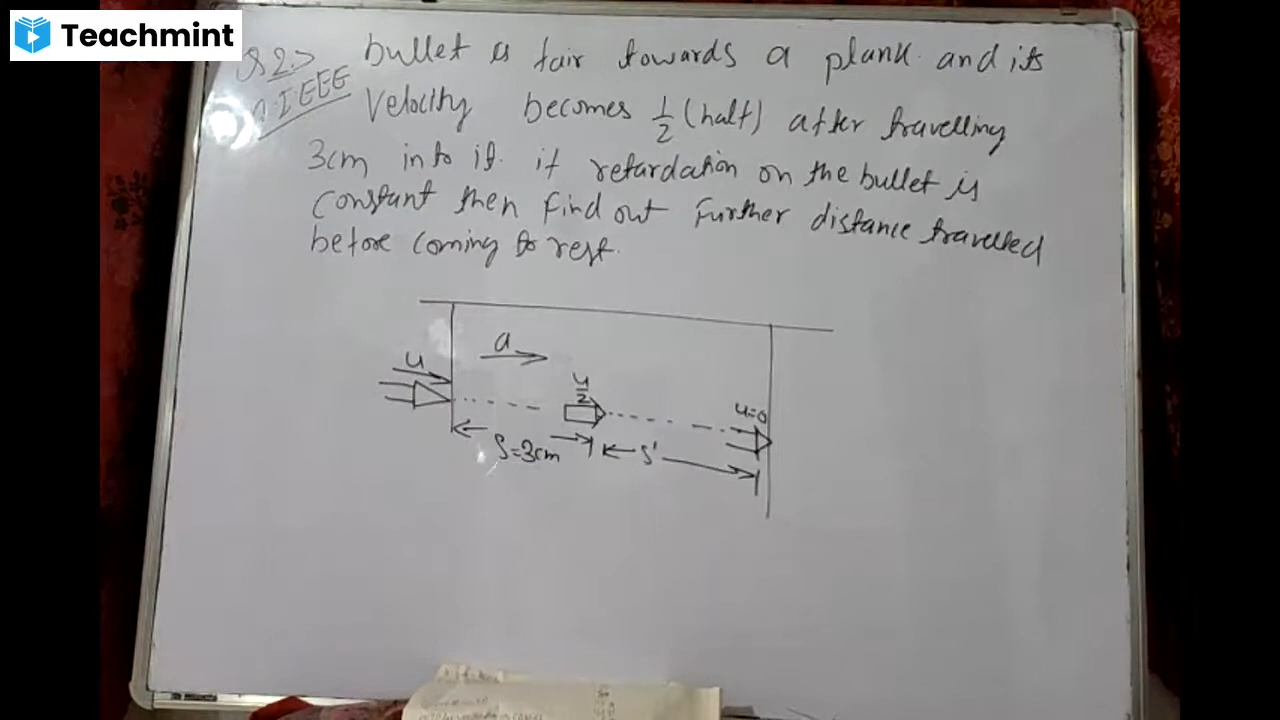 Teachmint
Q 2> bullet is fair towards a plank and its
AIEEE Velocity becomes 1/2 (half) after travelling
3cm into it. if retardation on the bullet is
constant then find out further distance travelled
before coming to rest.
a
u
u/2
u=0
S=3cm
S'